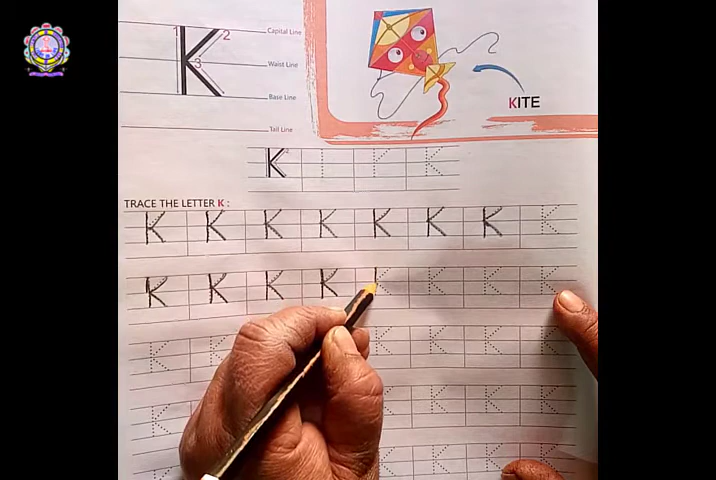 1 K 2 Capital Line
3 Waist Line
Base Line
Tail Line
KITE
K K K
TRACE THE LETTER K :
K K K K K K K K
K K K K K K K K
K K K K K K
K K K K K
K K K K